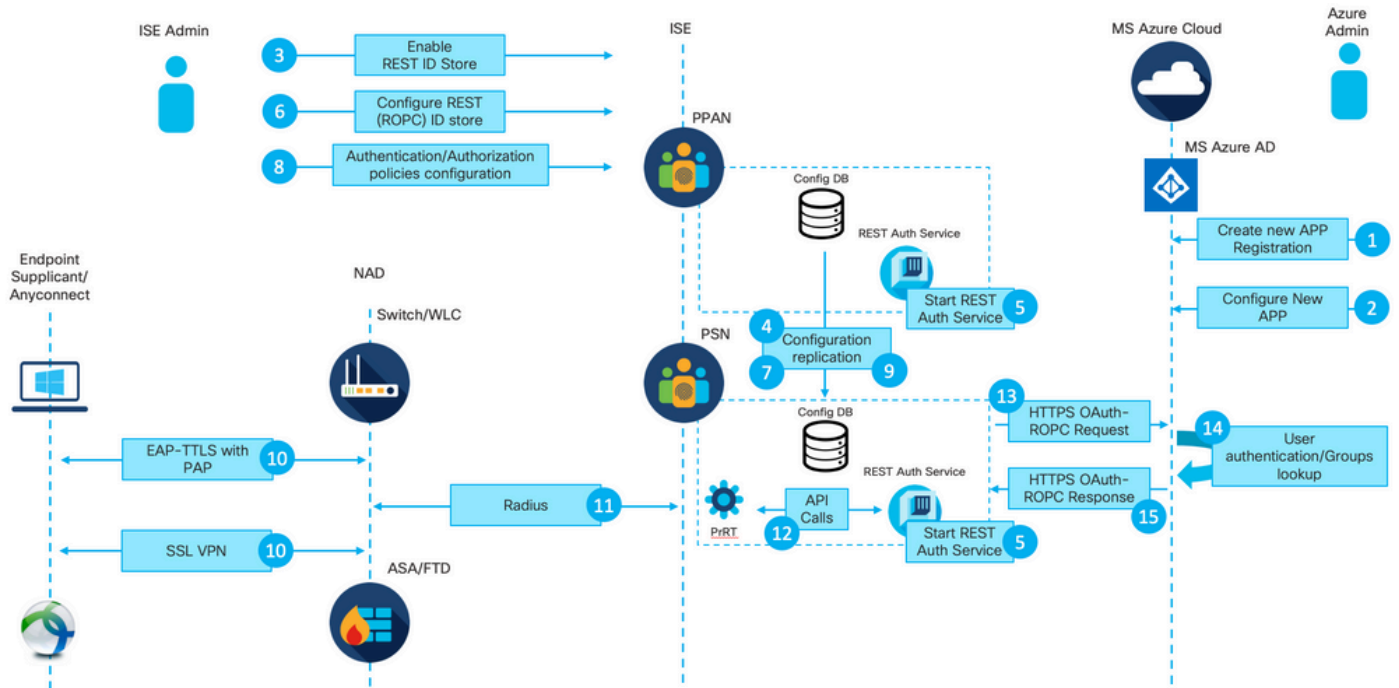 ISE Admin
ISE
MS Azure Cloud
Azure
Admin
3
Enable
REST ID Store
6
Configure REST
(ROPC) ID store
8
Authentication/Authorization
policies configuration
PPAN
Config DB
REST Auth Service
Start REST
Auth Service
5
MS Azure AD
Create new APP
Registration
1
Configure New
APP
2
Endpoint
Supplicant/
Anyconnect
NAD
Switch/WLC
PSN
4
Configuration
replication
7
9
Config DB
REST Auth Service
PrRT
API
Calls
12
Start REST
Auth Service
5
13
HTTPS OAuth-
ROPC Request
14
User
authentication/Groups
lookup
HTTPS OAuth-
ROPC Response
15
EAP-TTLS with
PAP
10
Radius
11
SSL VPN
10
ASA/FTD